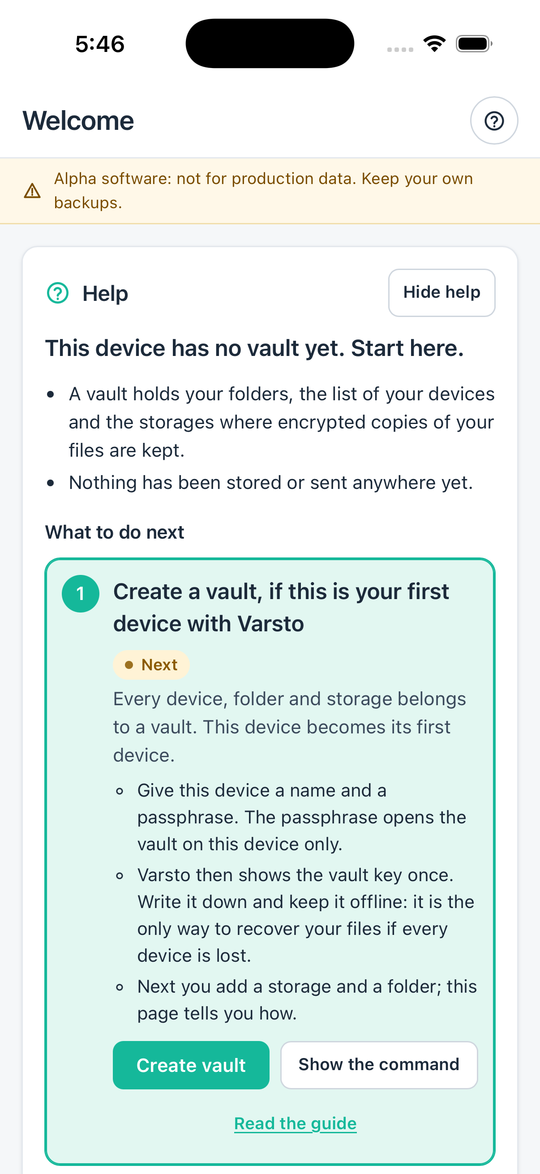 5:46
Welcome
Alpha software: not for production data. Keep your own
backups.
Help
Hide help
This device has no vault yet. Start here.
A vault holds your folders, the list of your devices
and the storages where encrypted copies of your
files are kept.
Nothing has been stored or sent anywhere yet.
What to do next
1
Create a vault, if this is your first
device with Varsto
Next
Every device, folder and storage belongs
to a vault. This device becomes its first
device.
Give this device a name and a
passphrase. The passphrase opens the
vault on this device only.
Varsto then shows the vault key once.
Write it down and keep it offline: it is the
only way to recover your files if every
device is lost.
Next you add a storage and a folder; this
page tells you how.
Create vault
Show the command
Read the guide